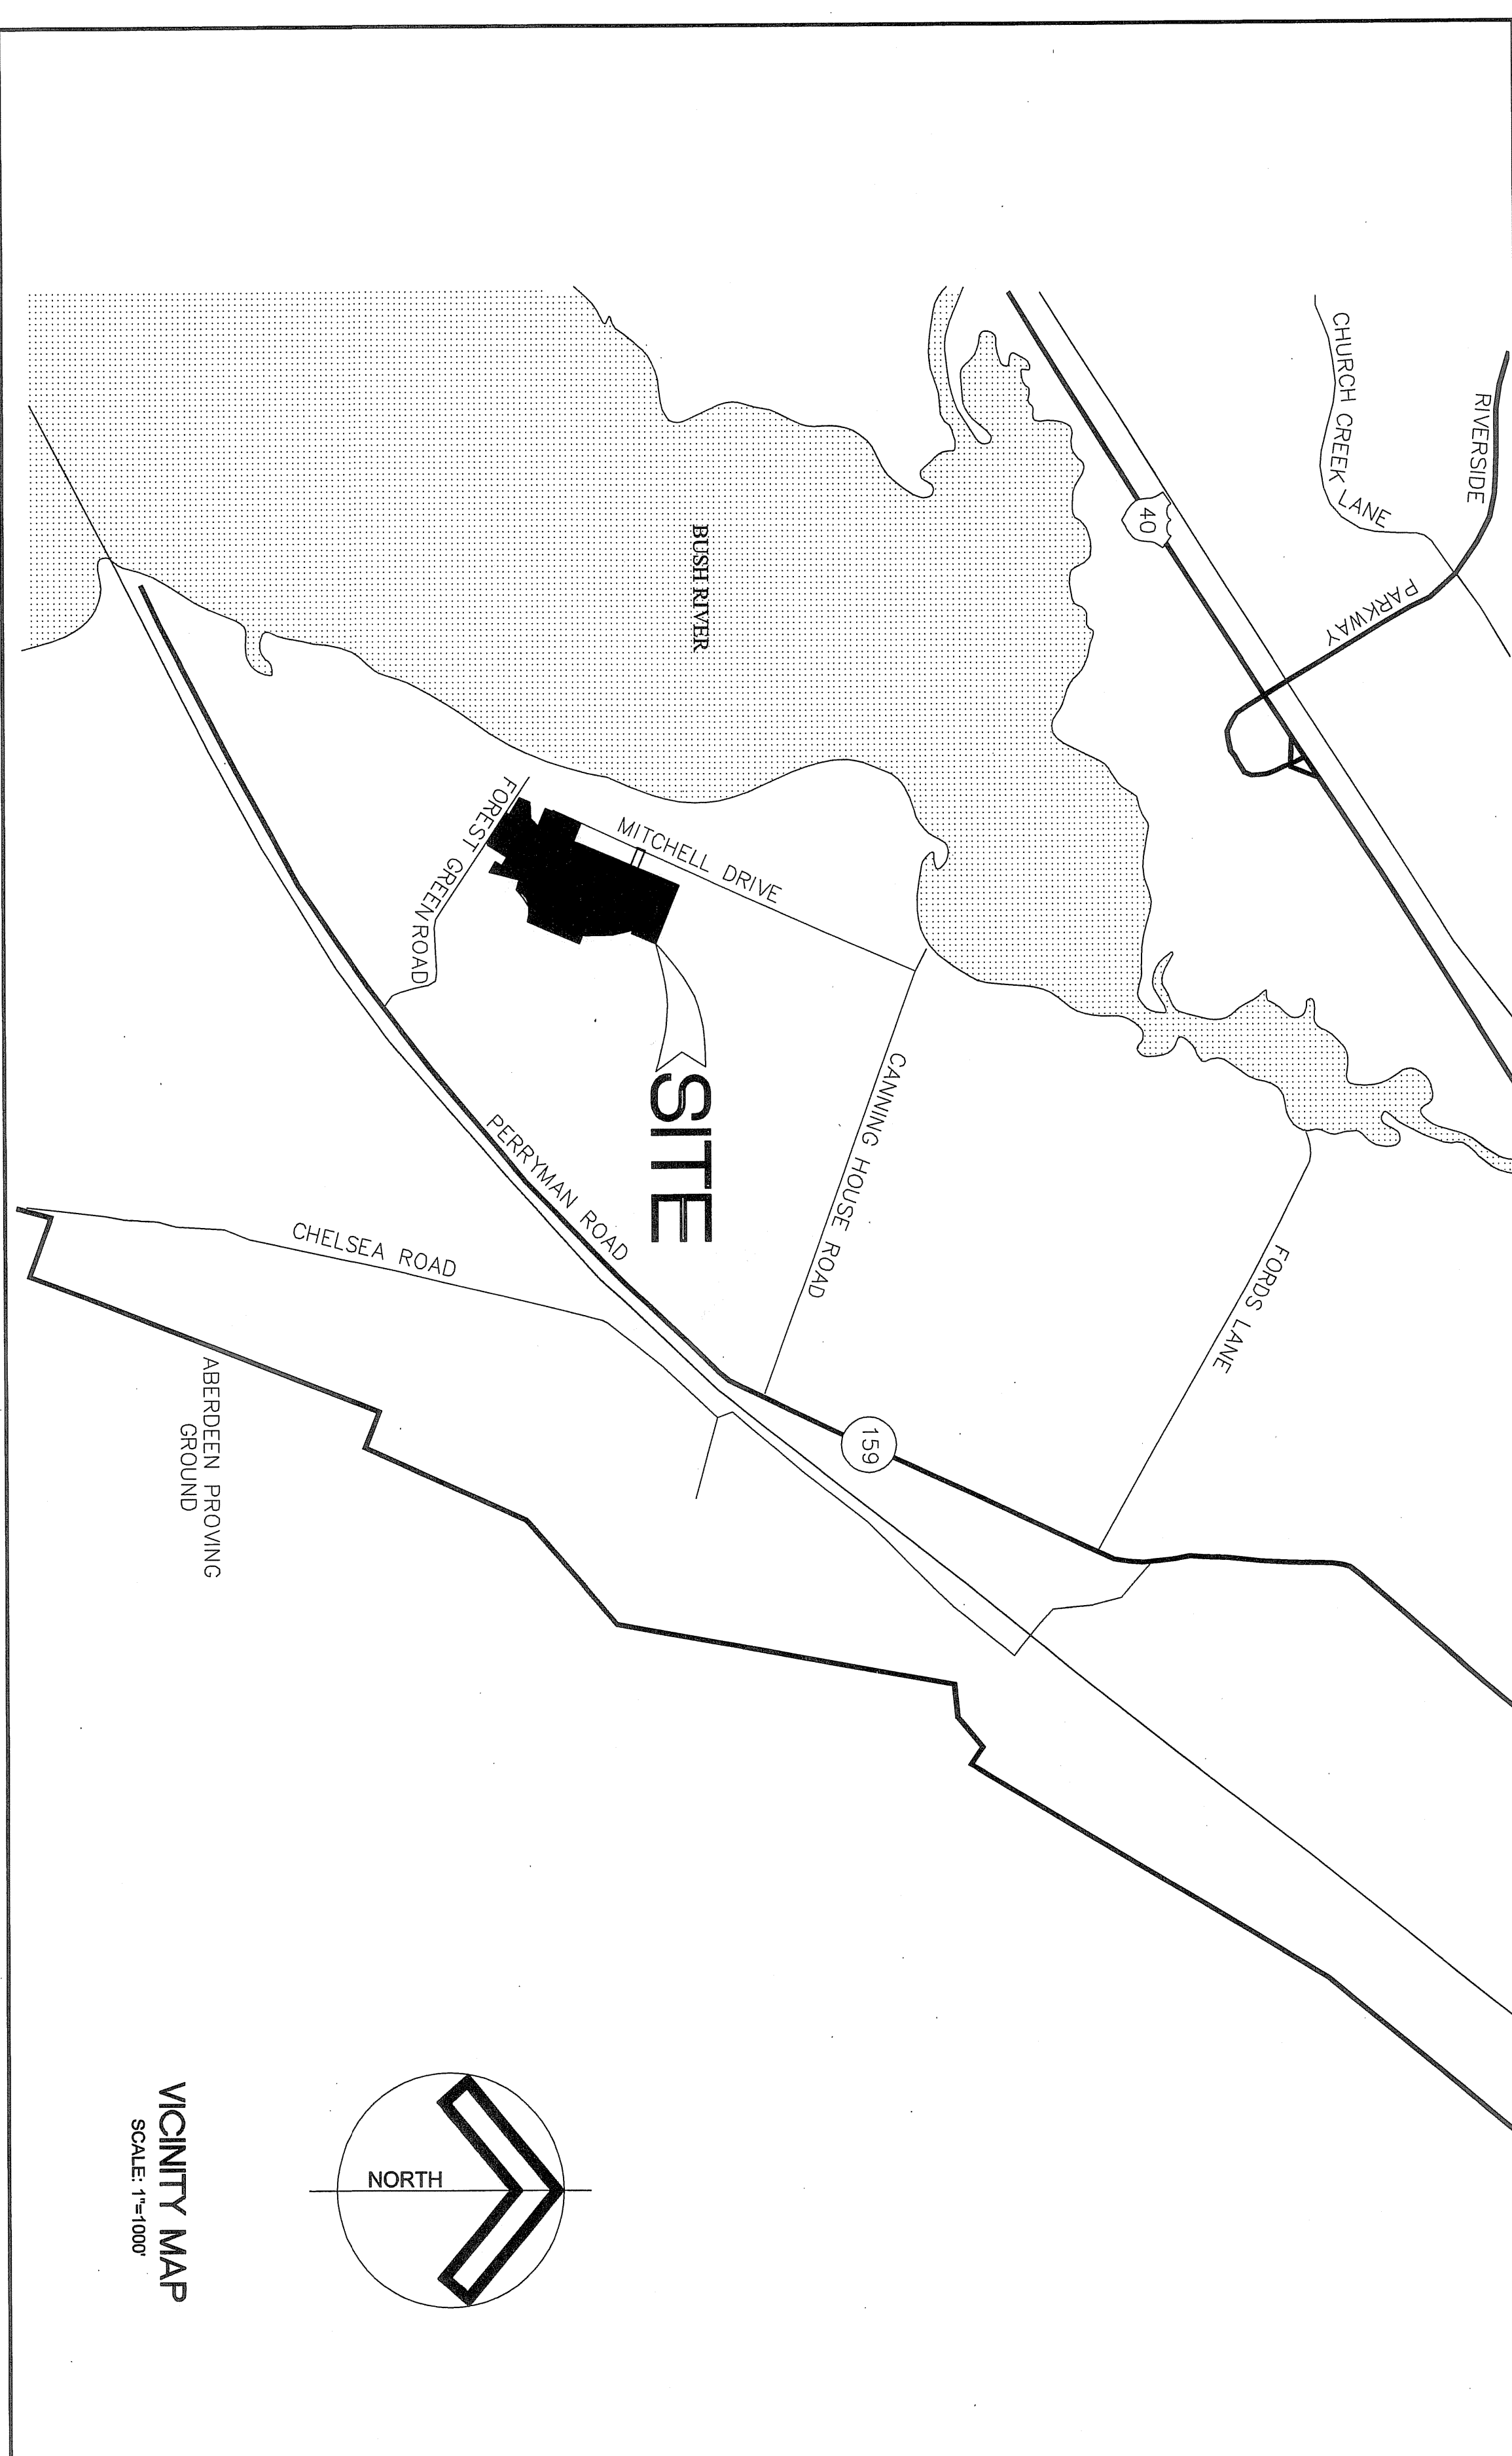 RIVERSIDE
PARKWAY
CHURCH CREEK LANE
40
BUSH RIVER
MITCHELL DRIVE
FOREST GREEN ROAD
SITE
CANNING HOUSE ROAD
FORDS LANE
PERRYMAN ROAD
159
CHELSEA ROAD
ABERDEEN PROVING
GROUND
NORTH
VICINITY MAP
SCALE: 1"=1000'